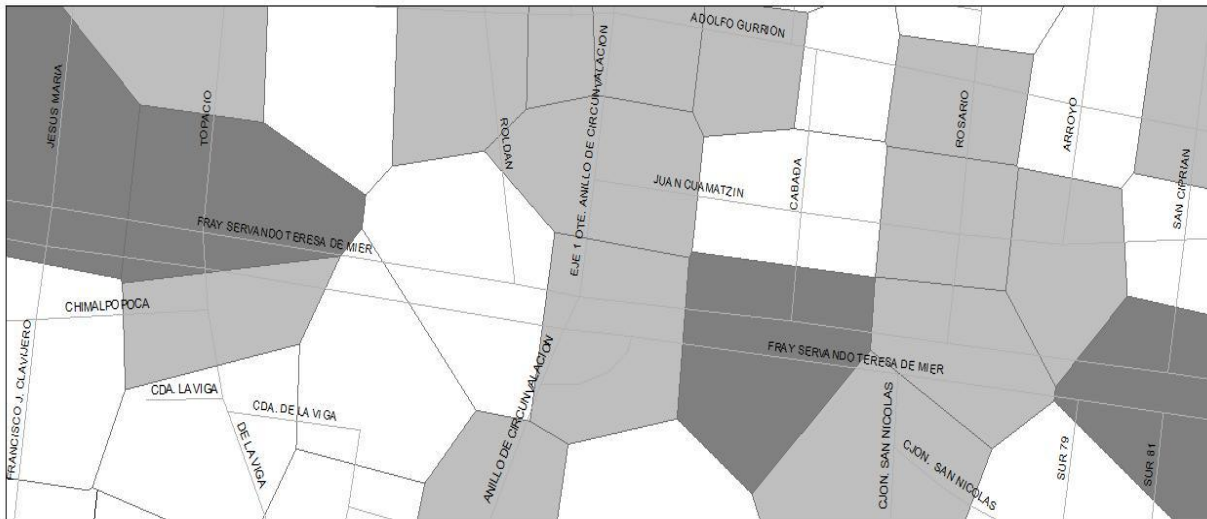 ADOLFO GURRION
JESUS MARIA
TOPACIO
ROLDAN
EJE 1 OTE. ANILLO DE CIRCUNVALACION
ROSARIO
ARROYO
JUAN CUAMATZIN
CABADA
SAN CIPRIAN
FRAY SERVANDO TERESA DE MIER
CHIMALPOPOCA
FRANCISCO J. CLAVIJERO
FRAY SERVANDO TERESA DE MIER
CDA. LA VIGA
CDA. DE LA VIGA
DE LA VIGA
ANILLO DE CIRCUNVALACION
CJON. SAN NICOLAS
CJON. SAN NICOLAS
SUR 79
SUR 81